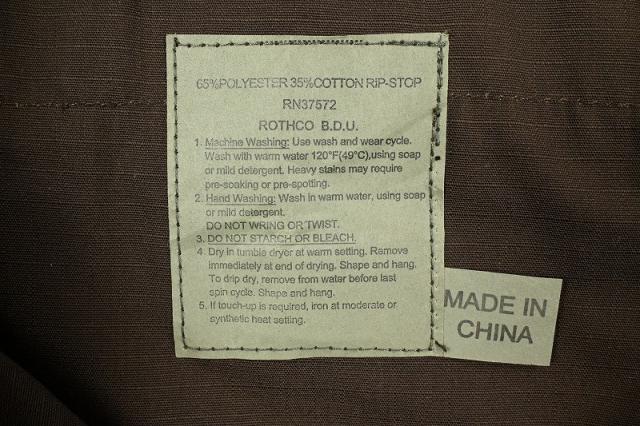 65%POLYESTER 35%COTTON RIP-STOP
RN37572
ROTHCO B.D.U.
1. Machine Washing: Use wash and wear cycle.
Wash with warm water 120°F(49°C),using soap
or mild detergent. Heavy stains may require
pre-soaking or pre-spotting.
2. Hand Washing: Wash in warm water, using soap
or mild detergent.
DO NOT WRING OR TWIST.
3. DO NOT STARCH OR BLEACH.
4. Dry in tumble dryer at warm setting. Remove
immediately at end of drying. Shape and hang.
To drip dry, remove from water before last
spin cycle. Shape and hang.
5. If touch-up is required, iron at moderate or
synthetic heat setting.
MADE IN
CHINA